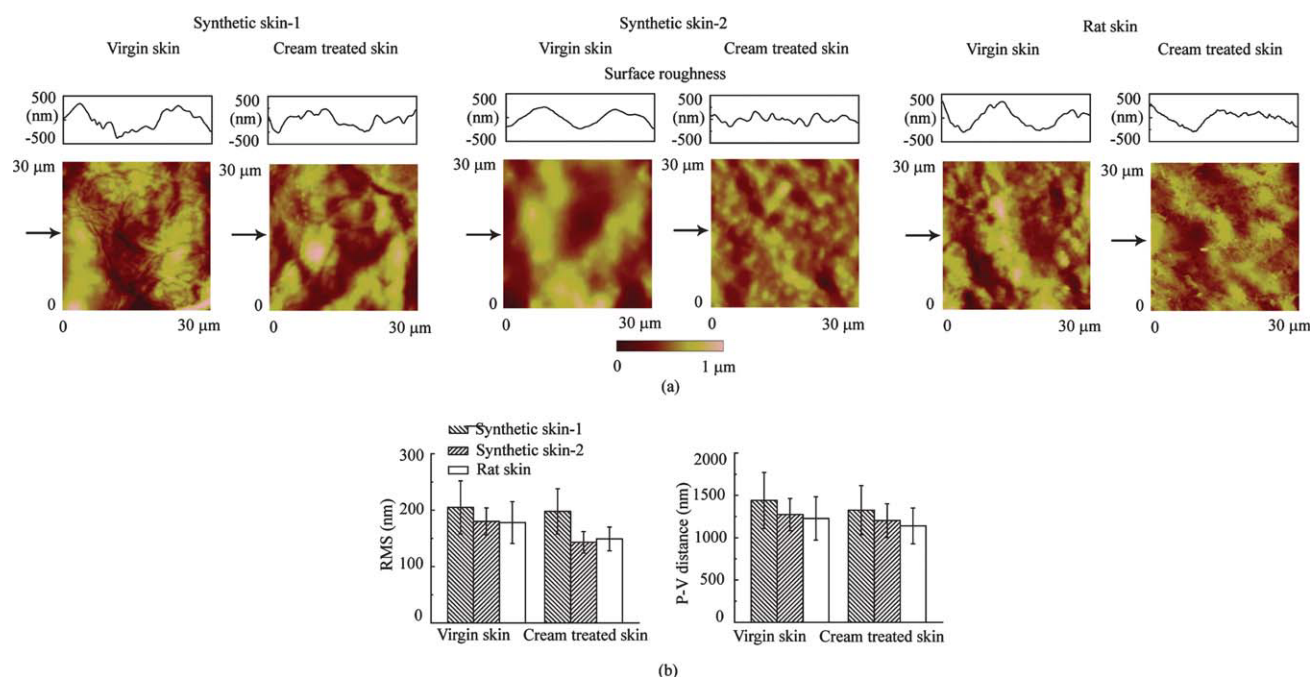 Synthetic skin-1 Synthetic skin-2 Rat skin
Virgin skin Cream treated skin Virgin skin Cream treated skin Virgin skin Cream treated skin
Surface roughness
500 500 500 500 500 500
(nm) (nm) (nm) (nm) (nm) (nm)
-500 -500 -500 -500 -500 -500
30 µm 30 µm 30 µm 30 µm 30 µm 30 µm
0 0 0 0 0 0
0 30 µm 0 30 µm 0 30 µm 0 30 µm 0 30 µm 0 30 µm
0 1 µm
(a)
Synthetic skin-1
Synthetic skin-2
Rat skin
300
200
100
0
RMS (nm)
Virgin skin Cream treated skin
2000
1500
1000
500
0
P-V distance (nm)
Virgin skin Cream treated skin
(b)